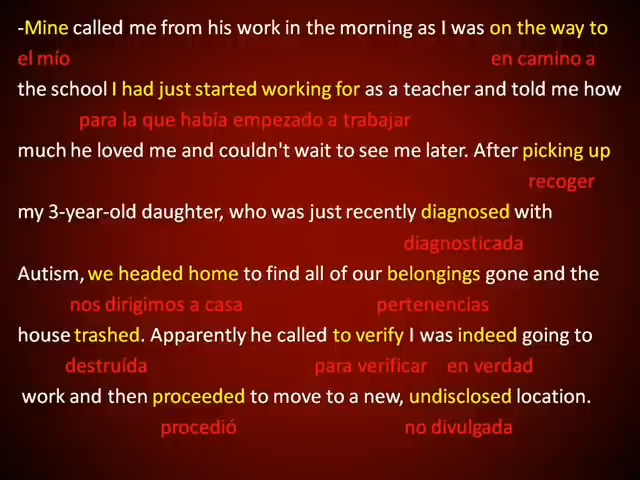 -Mine called me from his work in the morning as I was on the way to
el mío en camino a
the school I had just started working for as a teacher and told me how
para la que había empezado a trabajar
much he loved me and couldn't wait to see me later. After picking up
recoger
my 3-year-old daughter, who was just recently diagnosed with
diagnosticada
Autism, we headed home to find all of our belongings gone and the
nos dirigimos a casa pertenencias
house trashed. Apparently he called to verify I was indeed going to
destruída para verificar en verdad
work and then proceeded to move to a new, undisclosed location.
procedió no divulgada